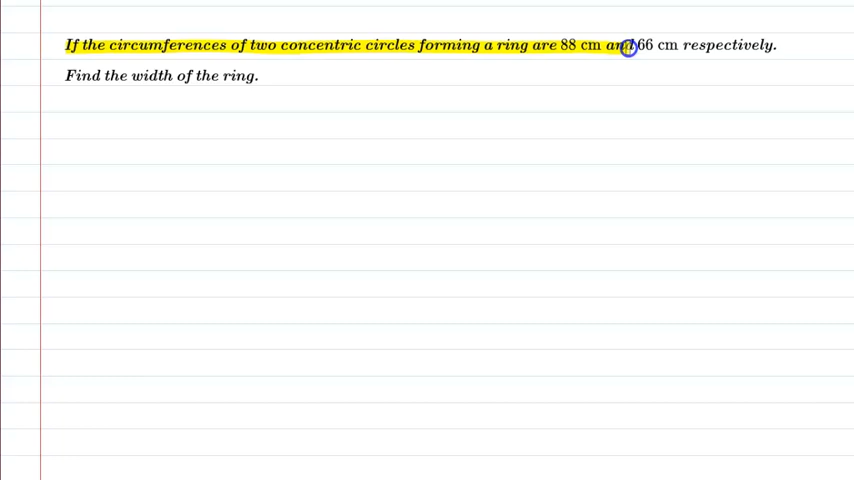 If the circumferences of two concentric circles forming a ring are 88 cm and 66 cm respectively.
Find the width of the ring.